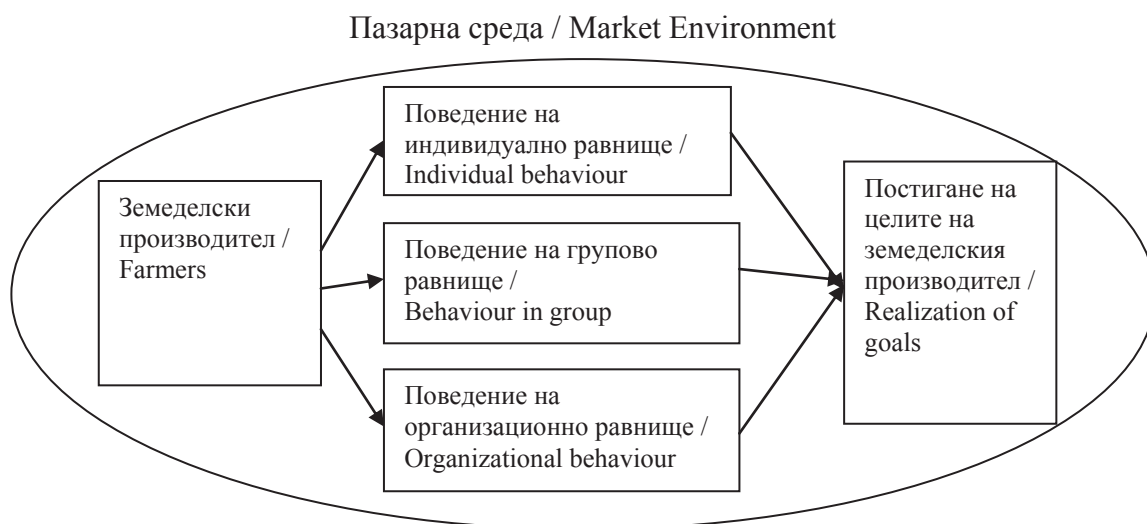 Пазарна среда / Market Environment
Земеделски
производител /
Farmers
Поведение на
индивидуално равнище /
Individual behaviour
Поведение на групово
равнище /
Behaviour in group
Поведение на
организационно равнище /
Organizational behaviour
Постигане на
целите на
земеделския
производител /
Realization of
goals